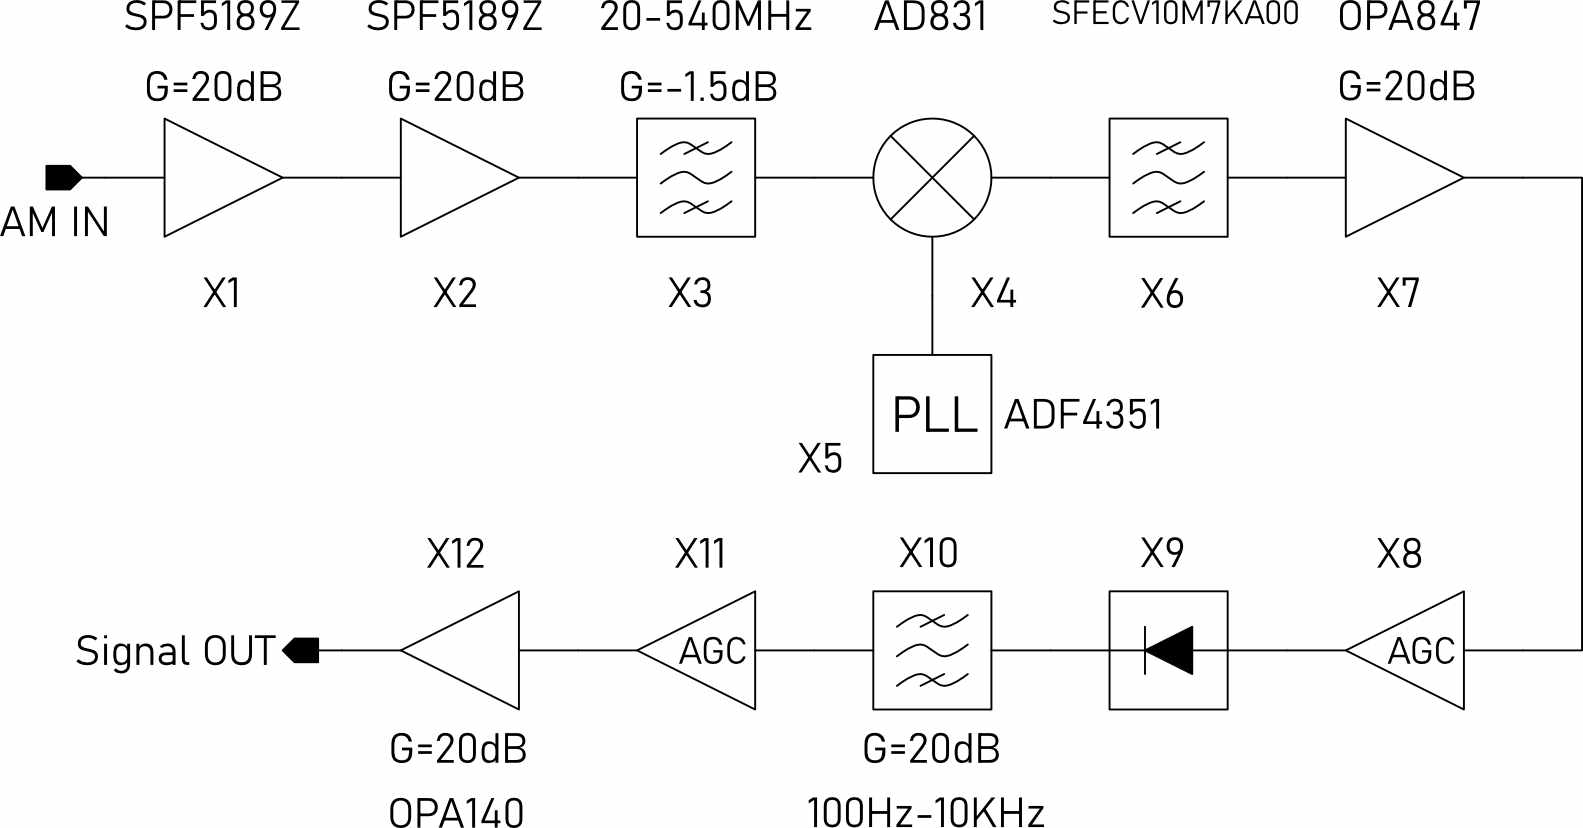 SPF5189Z
SPF5189Z
20-540MHz
AD831
SFECV10M7KA00
OPA847
G=20dB
G=20dB
G=-1.5dB
G=20dB
AM IN
X1
X2
X3
X4
X6
X7
PLL
ADF4351
X5
X12
X11
X10
X9
X8
Signal OUT
AGC
AGC
G=20dB
G=20dB
OPA140
100Hz-10KHz